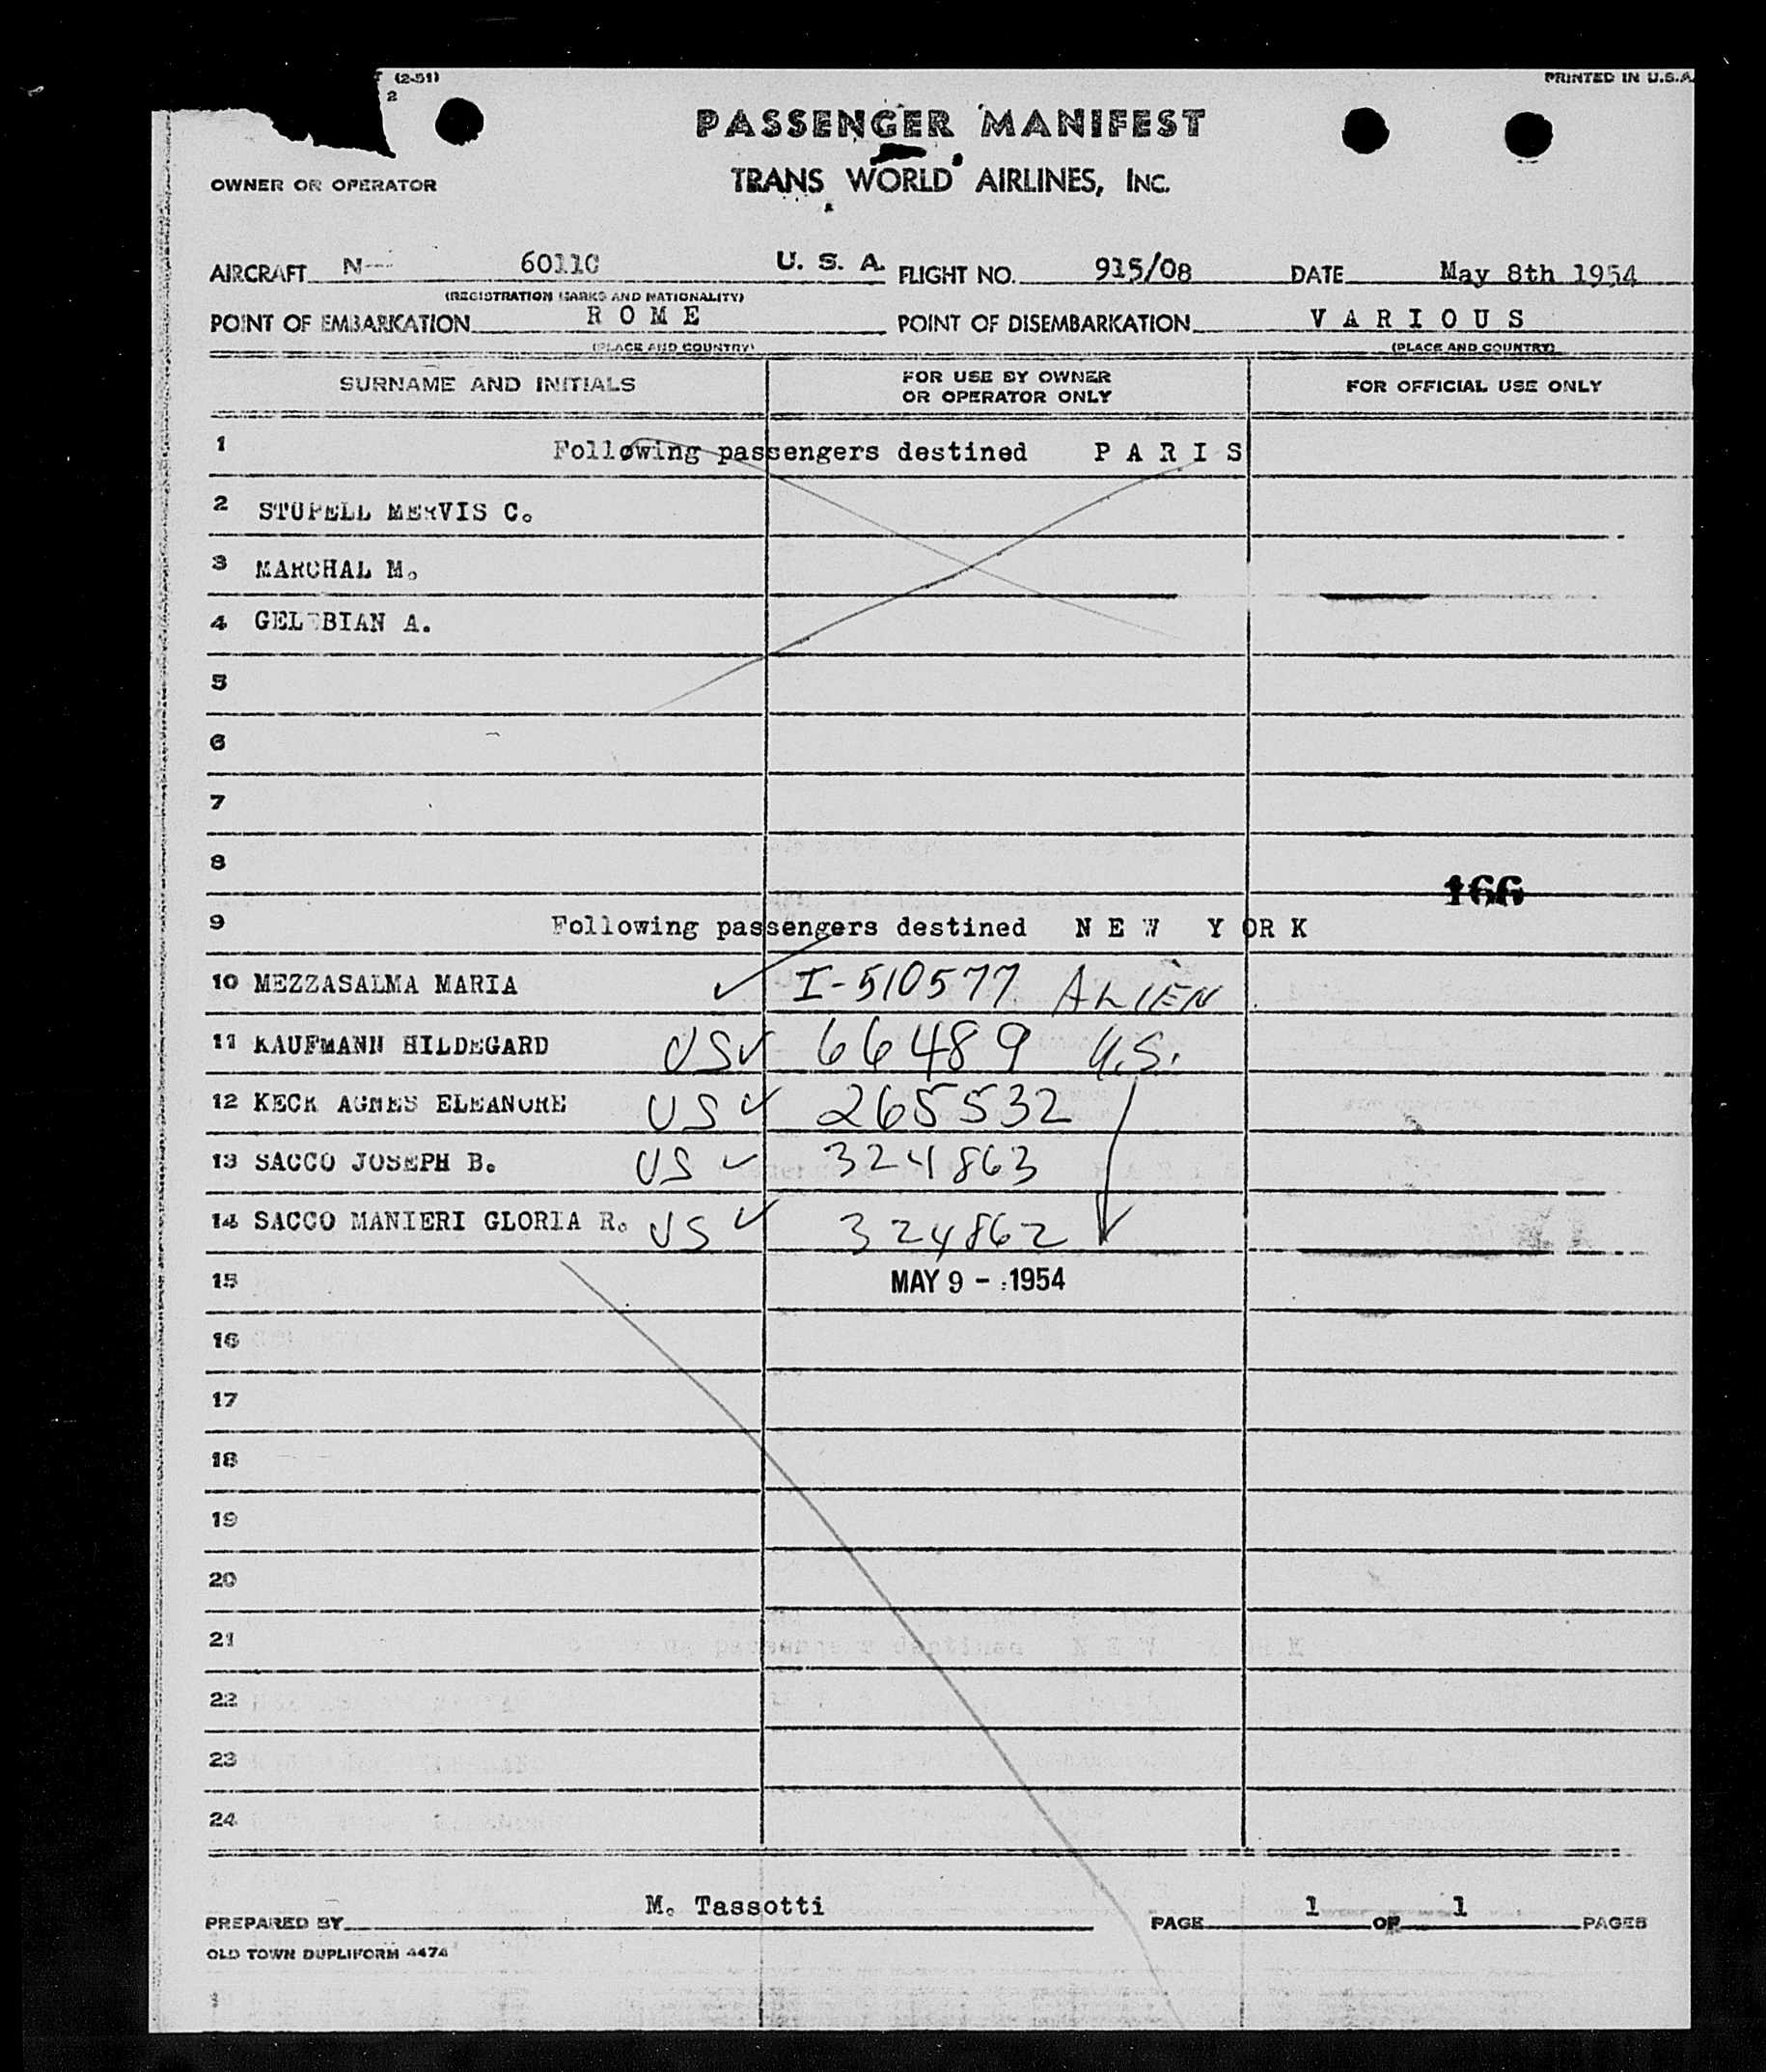 (2-51)
PRINTED IN U.S.A.
2
PASSENGER MANIFEST
OWNER OR OPERATOR
TRANS WORLD AIRLINES, INC.
AIRCRAFT N- 6011C U. S. A. FLIGHT NO. 915/08 DATE May 8th 1954
(REGISTRATION MARKS AND NATIONALITY)
POINT OF EMBARKATION R O M E POINT OF DISEMBARKATION V A R I O U S
(PLACE AND COUNTRY) (PLACE AND COUNTRY)
SURNAME AND INITIALS FOR USE BY OWNER OR OPERATOR ONLY FOR OFFICIAL USE ONLY
1 Following passengers destined P A R I S
2 STUPELL MERVIS C.
3 MARCHAL M.
4 A.
5
6
7
8
166
9 Following passengers destined N E W Y O R K
10 MEZZASALMA MARIA ✓ I-510577 ALIEN
11 KAUFMANN HILDEGARD US✓ 66489 U.S.
12 KECK AGNES ELEANORE US✓ 265532
13 SACCO JOSEPH B. US ✓ 324863
14 SACCO MANIERI GLORIA R. US ✓ 324862
15 MAY 9 - 1954
16
17
18
19
20
21
22
23
24
PREPARED BY M. Tassotti PAGE 1 OF 1 PAGES
OLD TOWN DUPLIFORM 4474